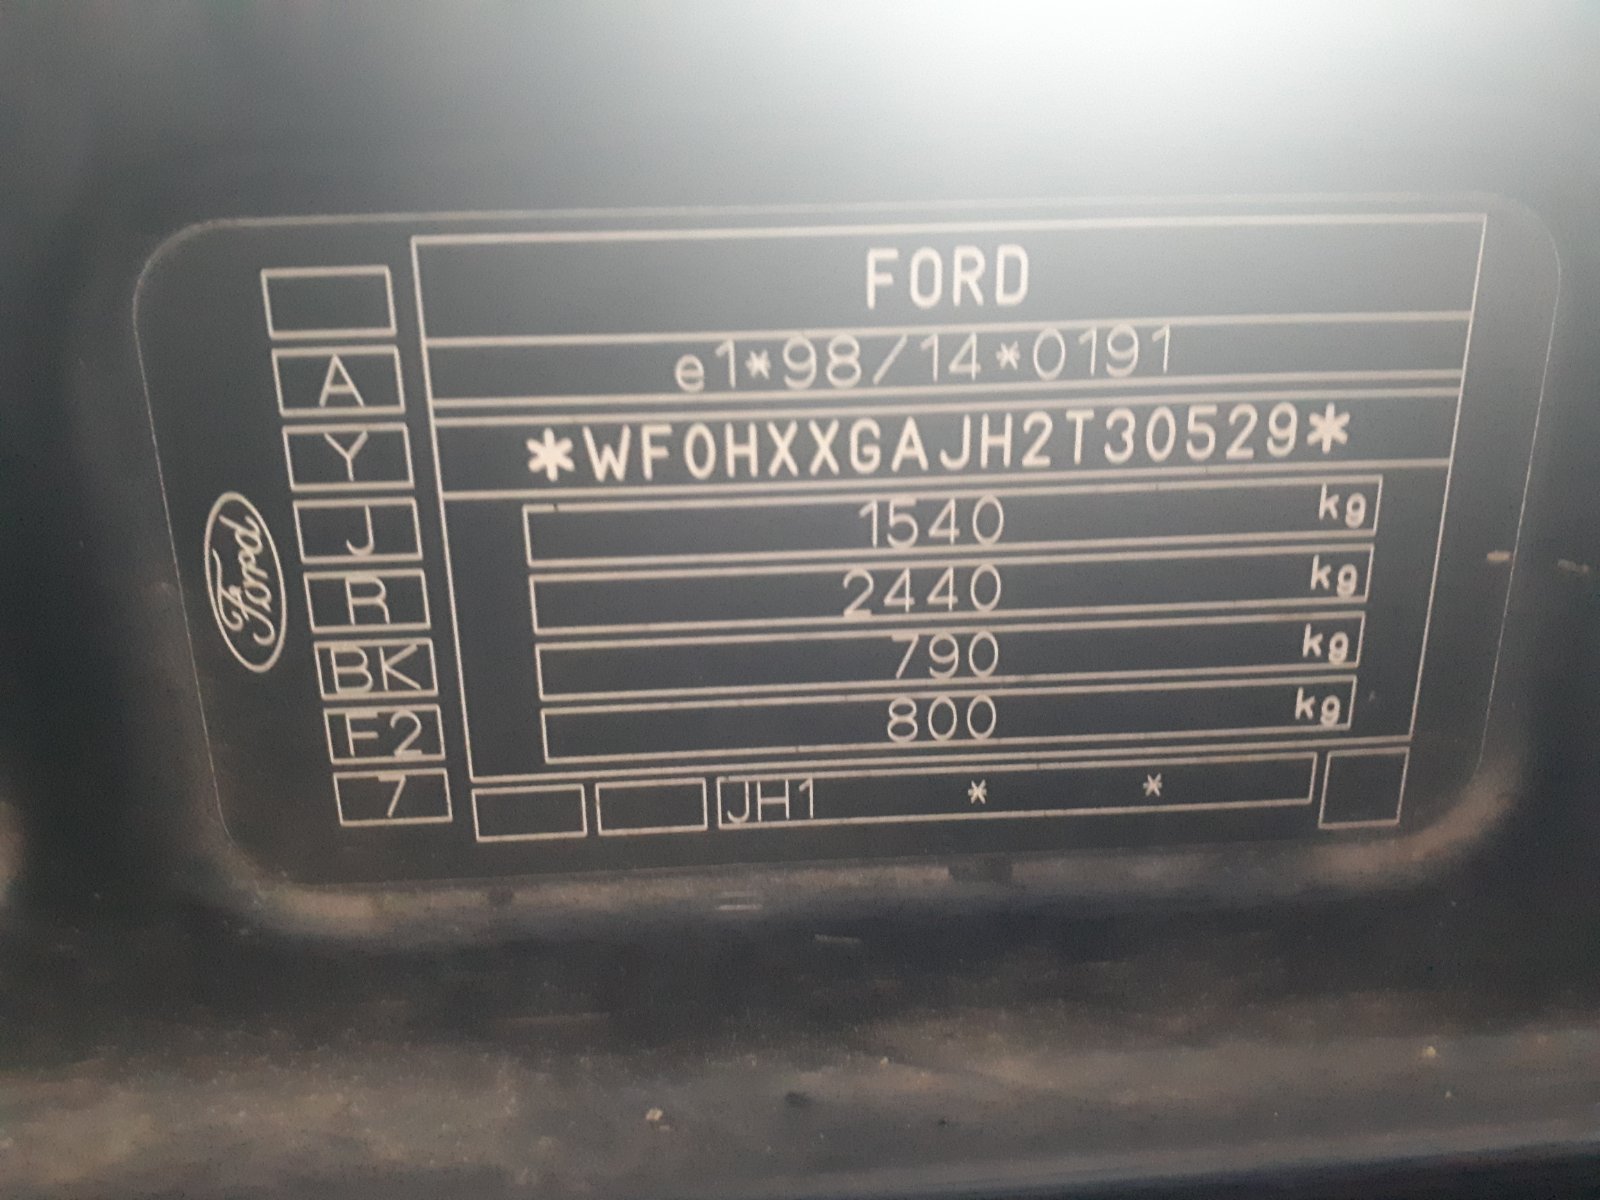 FORD
e1*98/14*0191
*WF0HXXGAJH2T30529*
1540 kg
2440 kg
790 kg
800 kg
JH1 * *
A
Y
J
R
BK
F2
7
Ford